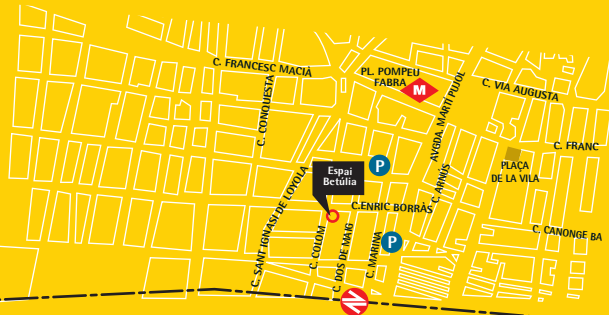 C. FRANCESC MACIÀ
PL. POMPEU
FABRA
M
C. VIA AUGUSTA
C. CONQUESTA
AVGDA. MARTÍ PUJOL
C. FRANC
P
Espai
Betúlia
PLAÇA
DE LA VILA
C. SANT IGNASI DE LOYOLA
C. ARNÚS
C.ENRIC BORRÀS
C. COLOM
C. DOS DE MAIG
C. MARINA
P
C. CANONGE BA